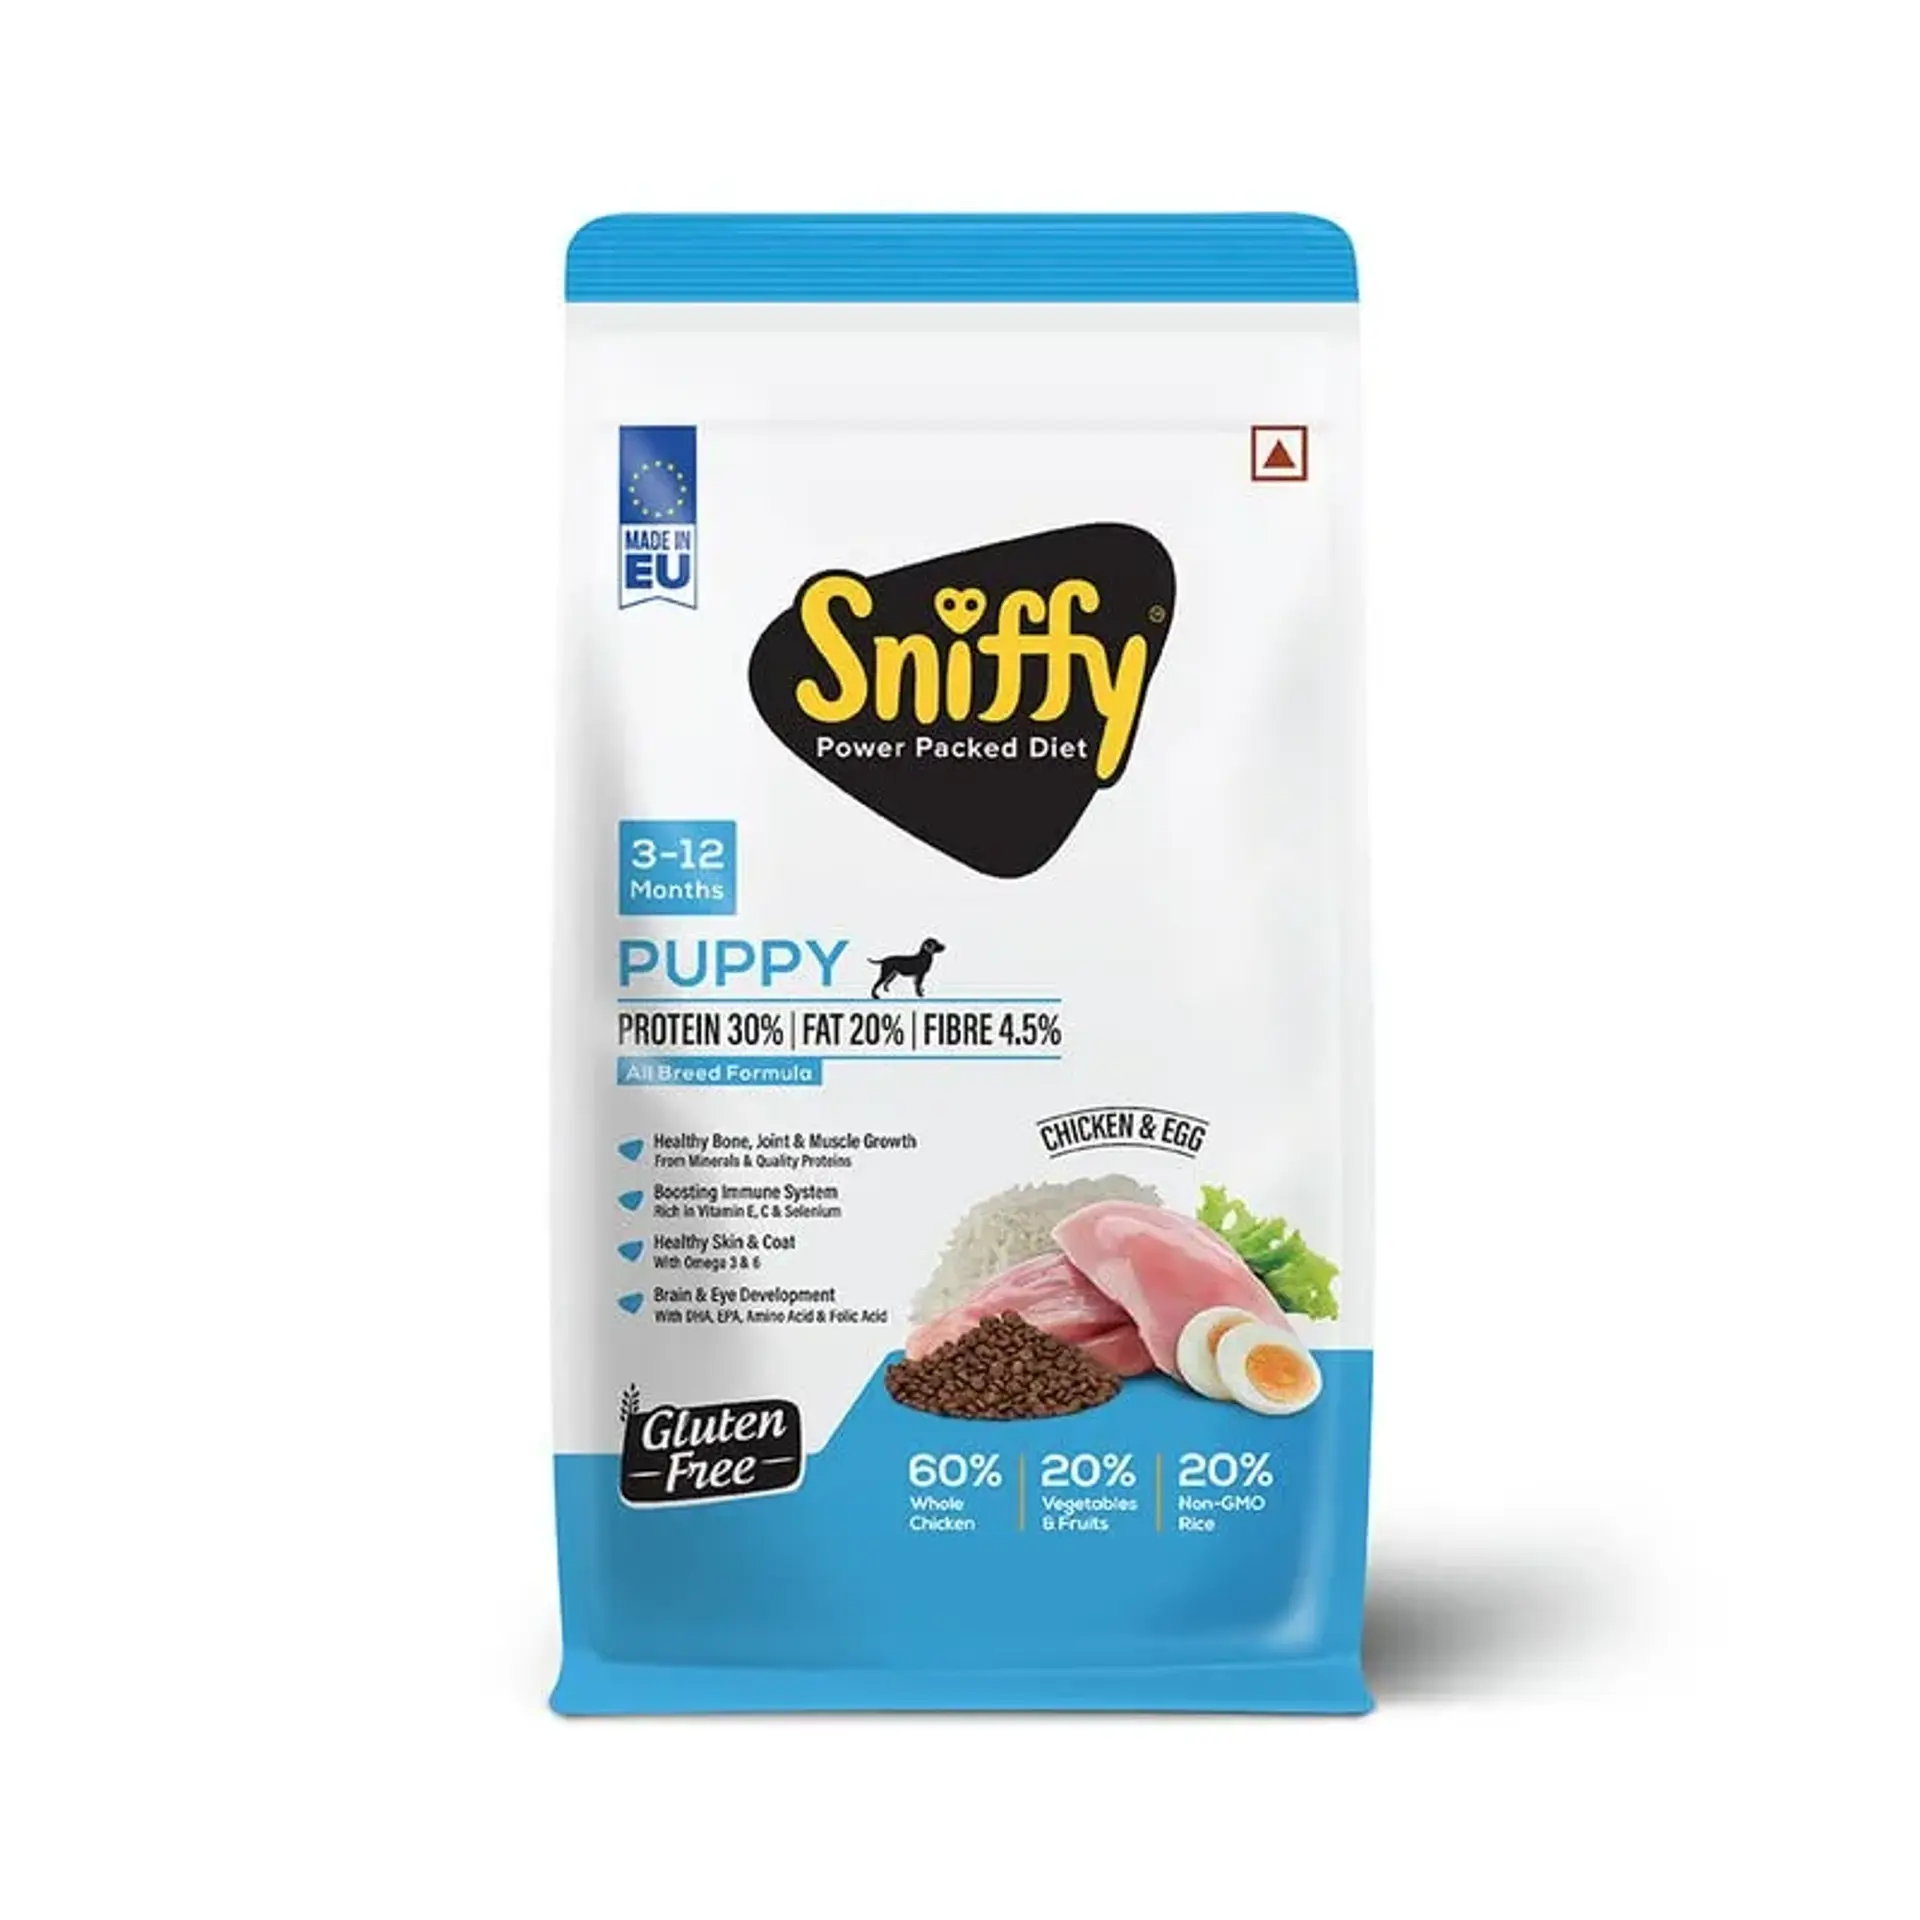 MADE IN
EU
Sniffy
Power Packed Diet
3-12
Months
PUPPY
PROTEIN 30% | FAT 20% | FIBRE 4.5%
All Breed Formula
Healthy Bone, Joint & Muscle Growth
From Minerals & Quality Proteins
Boosting Immune System
Rich in Vitamin E, C & Selenium
Healthy Skin & Coat
With Omega 3 & 6
Brain & Eye Development
With DHA, EPA, Amino Acid & Folic Acid
CHICKEN & EGG
Gluten
Free
60%
Whole
Chicken
20%
Vegetables
& Fruits
20%
Non-GMO
Rice